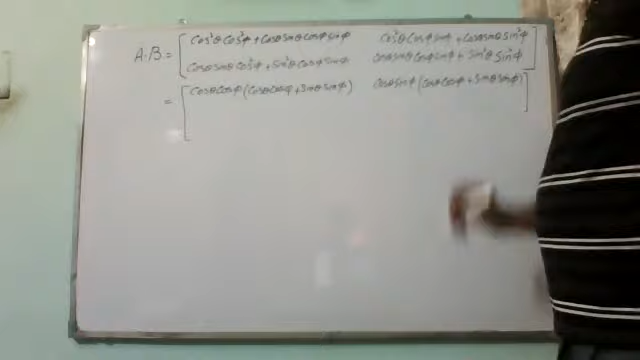 A·B = [ cos²θ cos²φ + cosθ sinθ cosφ sinφ    cos²θ cosφ sinφ + cosθ sinθ sin²φ
cosθ sinθ cos²φ + sin²θ cosφ sinφ    cosθ sinθ cosφ sinφ + sin²θ sin²φ ]
= [ cosθ cosφ (cosθ cosφ + sinθ sinφ)    cosθ sinφ (cosθ cosφ + sinθ sinφ) ]